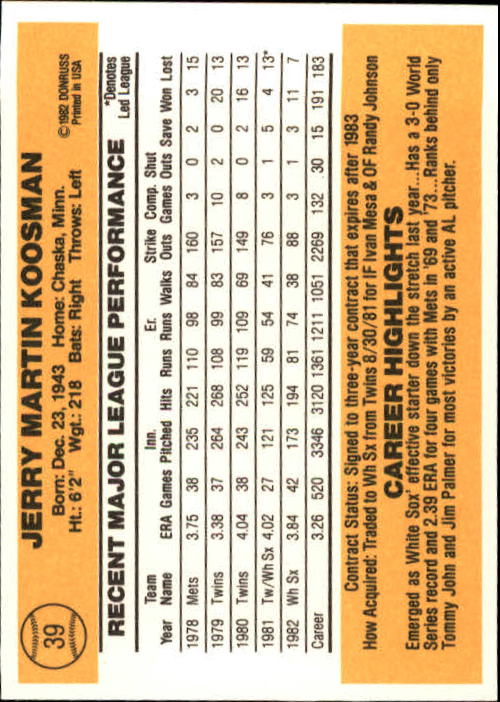 39
JERRY MARTIN KOOSMAN
Born: Dec. 23, 1943 Home: Chaska, Minn.
Ht.: 6'2" Wgt.: 218 Bats: Right Throws: Left
©1982 DONRUSS
Printed in USA
RECENT MAJOR LEAGUE PERFORMANCE
*Denotes
Led League
Team Inn. Er. Strike Comp. Shut
Year Name ERA Games Pitched Hits Runs Runs Walks Outs Games Outs Save Won Lost
1978 Mets 3.75 38 235 221 110 98 84 160 3 0 2 3 15
1979 Twins 3.38 37 264 268 108 99 83 157 10 2 0 20 13
1980 Twins 4.04 38 243 252 119 109 69 149 8 0 2 16 13
1981 Tw/Wh Sx 4.02 27 121 125 59 54 41 76 3 1 5 4 13*
1982 Wh Sx 3.84 42 173 194 81 74 38 88 3 1 3 11 7
Career 3.26 520 3346 3120 1361 1211 1051 2269 132 30 15 191 183
Contract Status: Signed to three-year contract that expires after 1983
How Acquired: Traded to Wh Sx from Twins 8/30/81 for IF Ivan Mesa & OF Randy Johnson
CAREER HIGHLIGHTS
Emerged as White Sox' effective starter down the stretch last year...Has a 3-0 World
Series record and 2.39 ERA for four games with Mets in '69 and '73...Ranks behind only
Tommy John and Jim Palmer for most victories by an active AL pitcher.